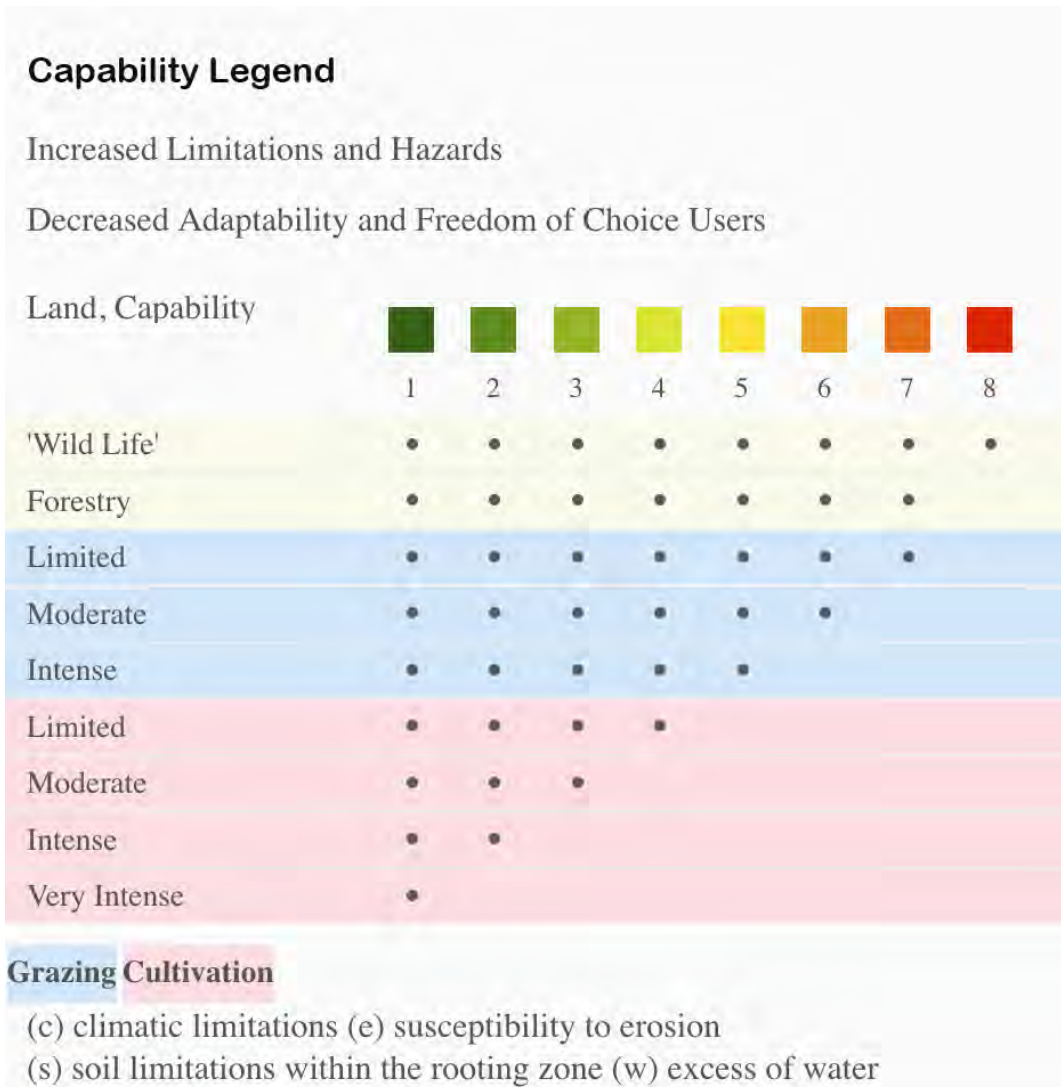 Capability Legend
Increased Limitations and Hazards
Decreased Adaptability and Freedom of Choice Users
Land, Capability
1 2 3 4 5 6 7 8
'Wild Life'
Forestry
Limited
Moderate
Intense
Limited
Moderate
Intense
Very Intense
Grazing Cultivation
(c) climatic limitations (e) susceptibility to erosion
(s) soil limitations within the rooting zone (w) excess of water